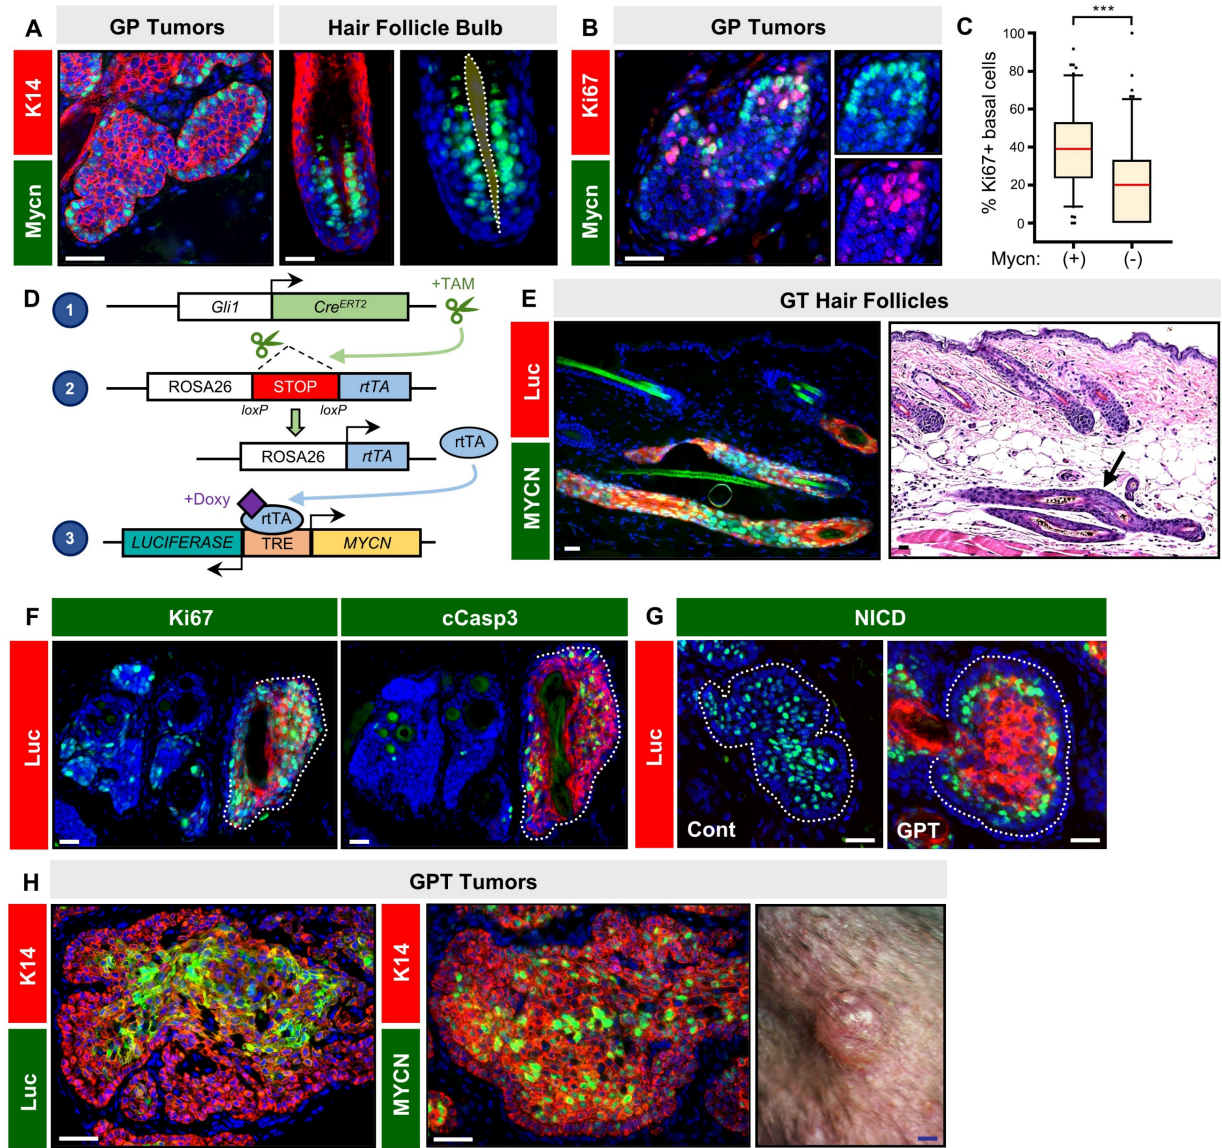 A
GP Tumors
Hair Follicle Bulb
K14
Mycn
B
GP Tumors
Ki67
Mycn
C
***
% Ki67+ basal cells
100
80
60
40
20
0
Mycn: (+) (-)
D
1
Gli1
CreERT2
+TAM
2
ROSA26
STOP
rtTA
loxP
loxP
ROSA26
rtTA
rtTA
+Doxy
rtTA
3
LUCIFERASE
TRE
MYCN
E
GT Hair Follicles
Luc
MYCN
F
Ki67
cCasp3
Luc
G
NICD
Luc
Cont
GPT
H
GPT Tumors
K14
Luc
K14
MYCN